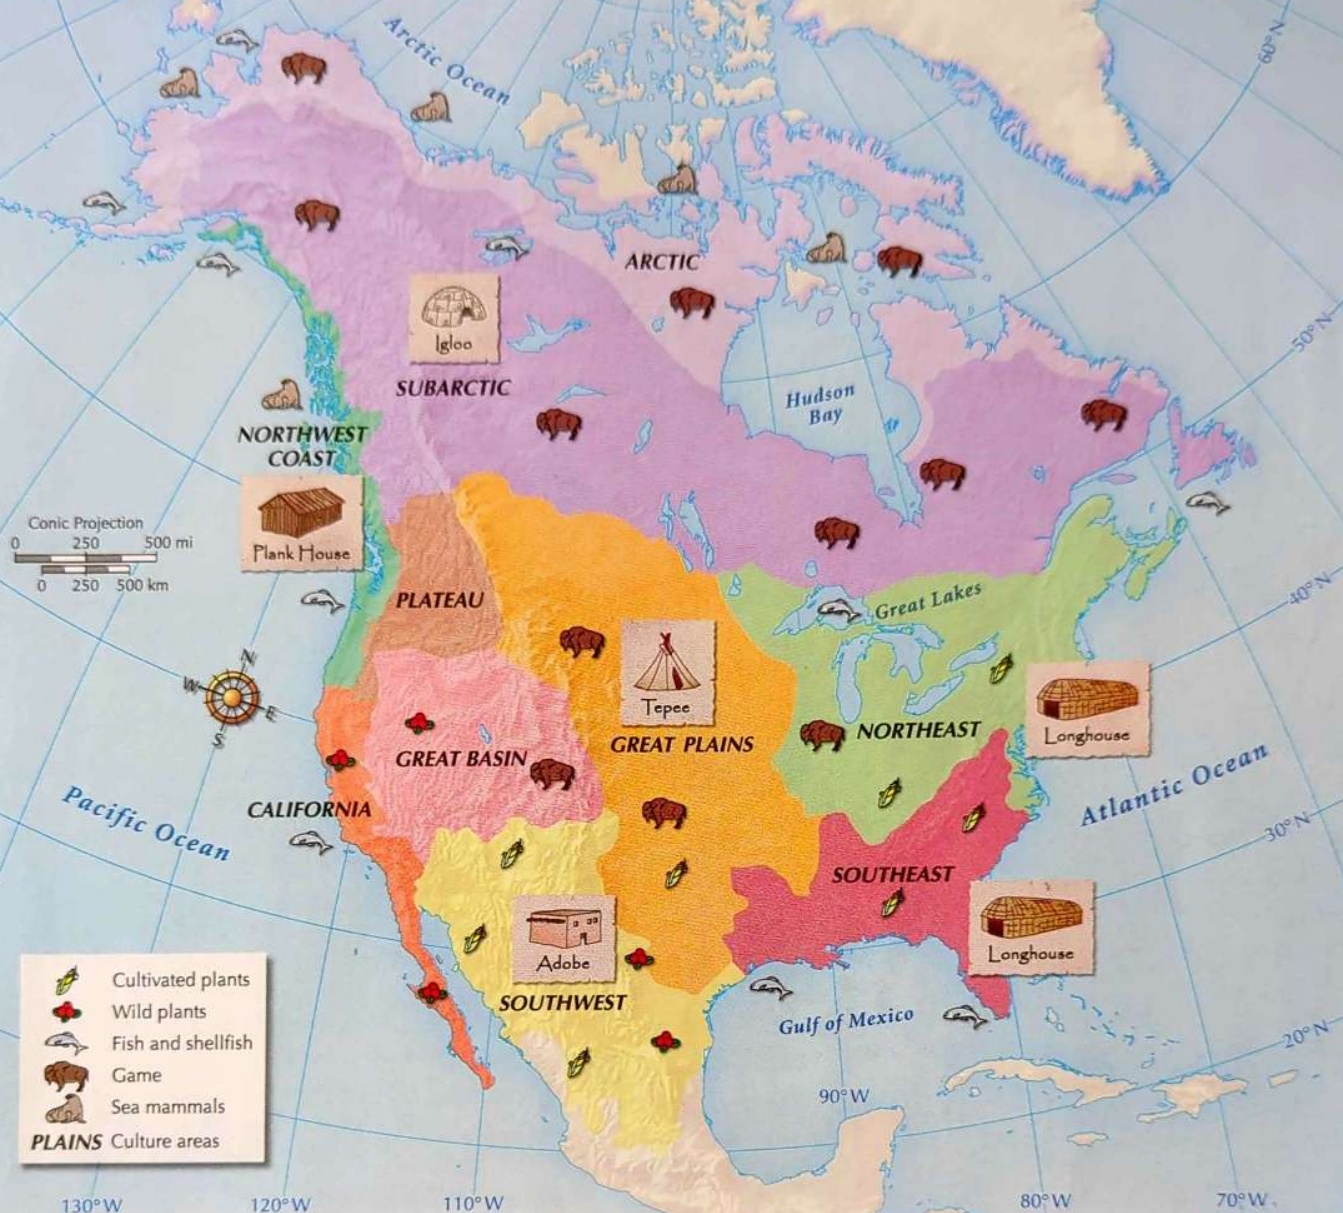 Arctic Ocean
60°N
ARCTIC
Igloo
SUBARCTIC
50°N
Hudson
Bay
NORTHWEST
COAST
Plank House
Conic Projection
0 250 500 mi
0 250 500 km
PLATEAU
Great Lakes
40°N
N
W
E
S
Tepee
GREAT PLAINS
NORTHEAST
Longhouse
GREAT BASIN
CALIFORNIA
Pacific Ocean
Atlantic Ocean
30°N
SOUTHEAST
Longhouse
Adobe
SOUTHWEST
Gulf of Mexico
20°N
90°W
Cultivated plants
Wild plants
Fish and shellfish
Game
Sea mammals
PLAINS Culture areas
130°W
120°W
110°W
80°W
70°W